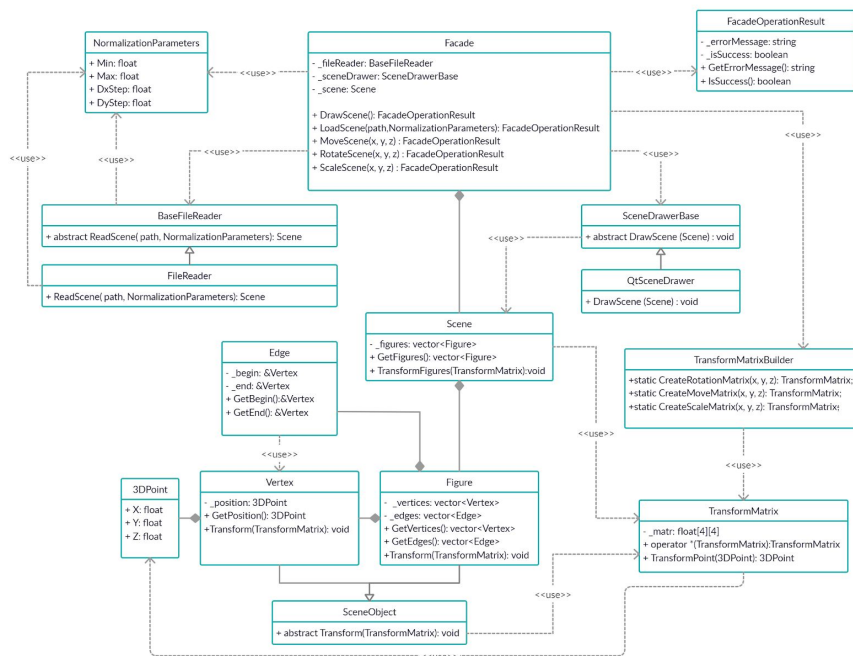 NormalizationParameters
+ Min: float
+ Max: float
+ DxStep: float
+ DyStep: float
<<use>>
Facade
- _fileReader: BaseFileReader
- _sceneDrawer: SceneDrawerBase
- _scene: Scene
+ DrawScene(): FacadeOperationResult
+ LoadScene(path,NormalizationParameters): FacadeOperationResult
+ MoveScene(x, y, z) : FacadeOperationResult
+ RotateScene(x, y, z) : FacadeOperationResult
+ ScaleScene(x, y, z) : FacadeOperationResult
<<use>>
FacadeOperationResult
- _errorMessage: string
- _isSuccess: boolean
+ GetErrorMessage(): string
+ IsSuccess(): boolean
<<use>>
<<use>>
<<use>>
<<use>>
<<use>>
BaseFileReader
+ abstract ReadScene( path, NormalizationParameters): Scene
FileReader
+ ReadScene( path, NormalizationParameters): Scene
SceneDrawerBase
+ abstract DrawScene (Scene) : void
<<use>>
QtSceneDrawer
+ DrawScene (Scene) : void
Scene
- _figures: vector<Figure>
+ GetFigures(): vector<Figure>
+ TransformFigures(TransformMatrix):void
Edge
- _begin: &Vertex
- _end: &Vertex
+ GetBegin():&Vertex
+ GetEnd(): &Vertex
TransformMatrixBuilder
+static CreateRotationMatrix(x, y, z): TransformMatrix;
+static CreateMoveMatrix(x, y, z): TransformMatrix;
+static CreateScaleMatrix(x, y, z): TransformMatrix;
<<use>>
<<use>>
<<use>>
3DPoint
+ X: float
+ Y: float
+ Z: float
Vertex
- _position: 3DPoint
+ GetPosition(): 3DPoint
+Transform(TransformMatrix): void
Figure
- _vertices: vector<Vertex>
- _edges: vector<Edge>
+ GetVertices(): vector<Vertex>
+ GetEdges(): vector<Edge>
+Transform(TransformMatrix): void
TransformMatrix
- _matr: float[4][4]
+ operator *(TransformMatrix):TransformMatrix
+ TransformPoint(3DPoint): 3DPoint
<<use>>
SceneObject
+ abstract Transform(TransformMatrix): void
<<use>>